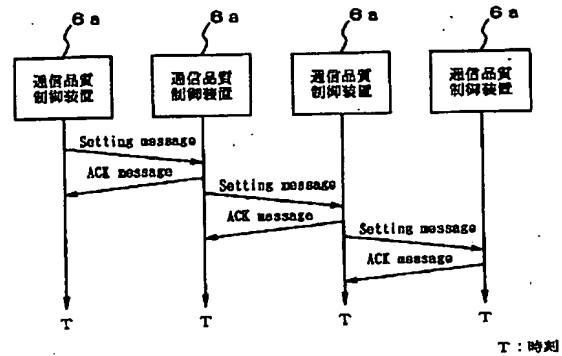 6a 6a 6a 6a
通信品質 通信品質 通信品質 通信品質
制御装置 制御装置 制御装置 制御装置
Setting message
ACK message
Setting message
ACK message
Setting message
ACK message
T T T T
T:時刻